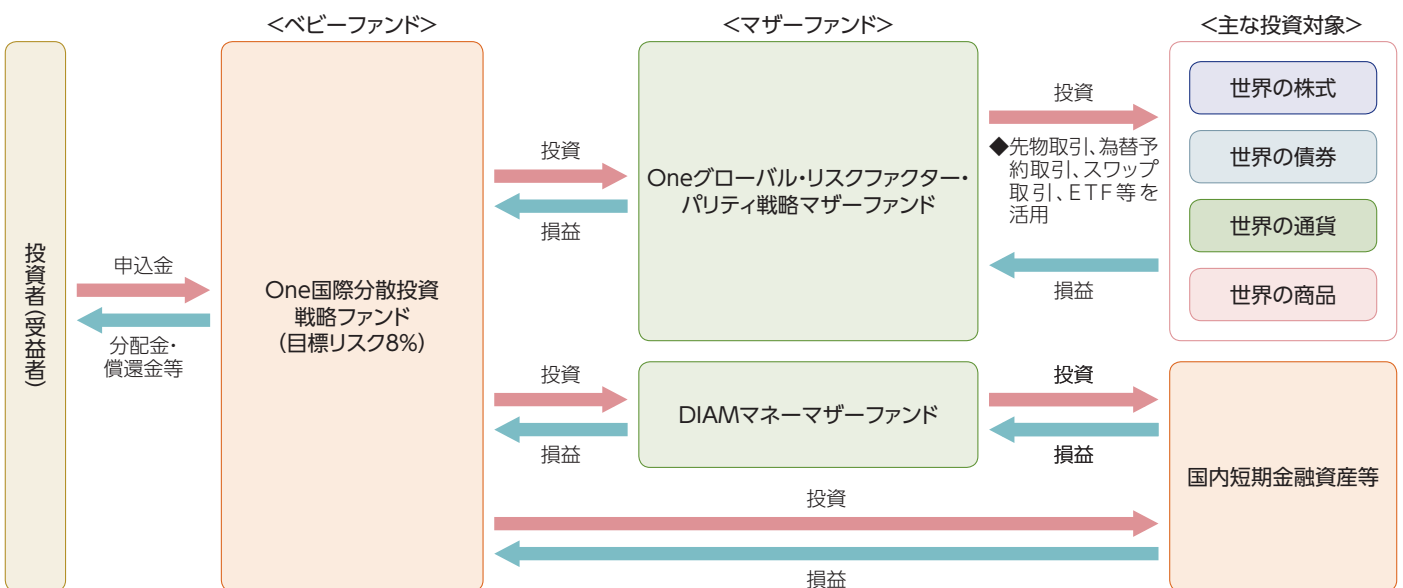 <ベビーファンド>
<マザーファンド>
<主な投資対象>
投資者(受益者)
申込金
分配金・
償還金等
One国際分散投資
戦略ファンド
(目標リスク8%)
投資
損益
Oneグローバル・リスクファクター・
パリティ戦略マザーファンド
投資
◆先物取引、為替予
約取引、スワップ
取引、ETF等を
活用
損益
世界の株式
世界の債券
世界の通貨
世界の商品
投資
損益
DIAMマネーマザーファンド
投資
損益
国内短期金融資産等
投資
損益